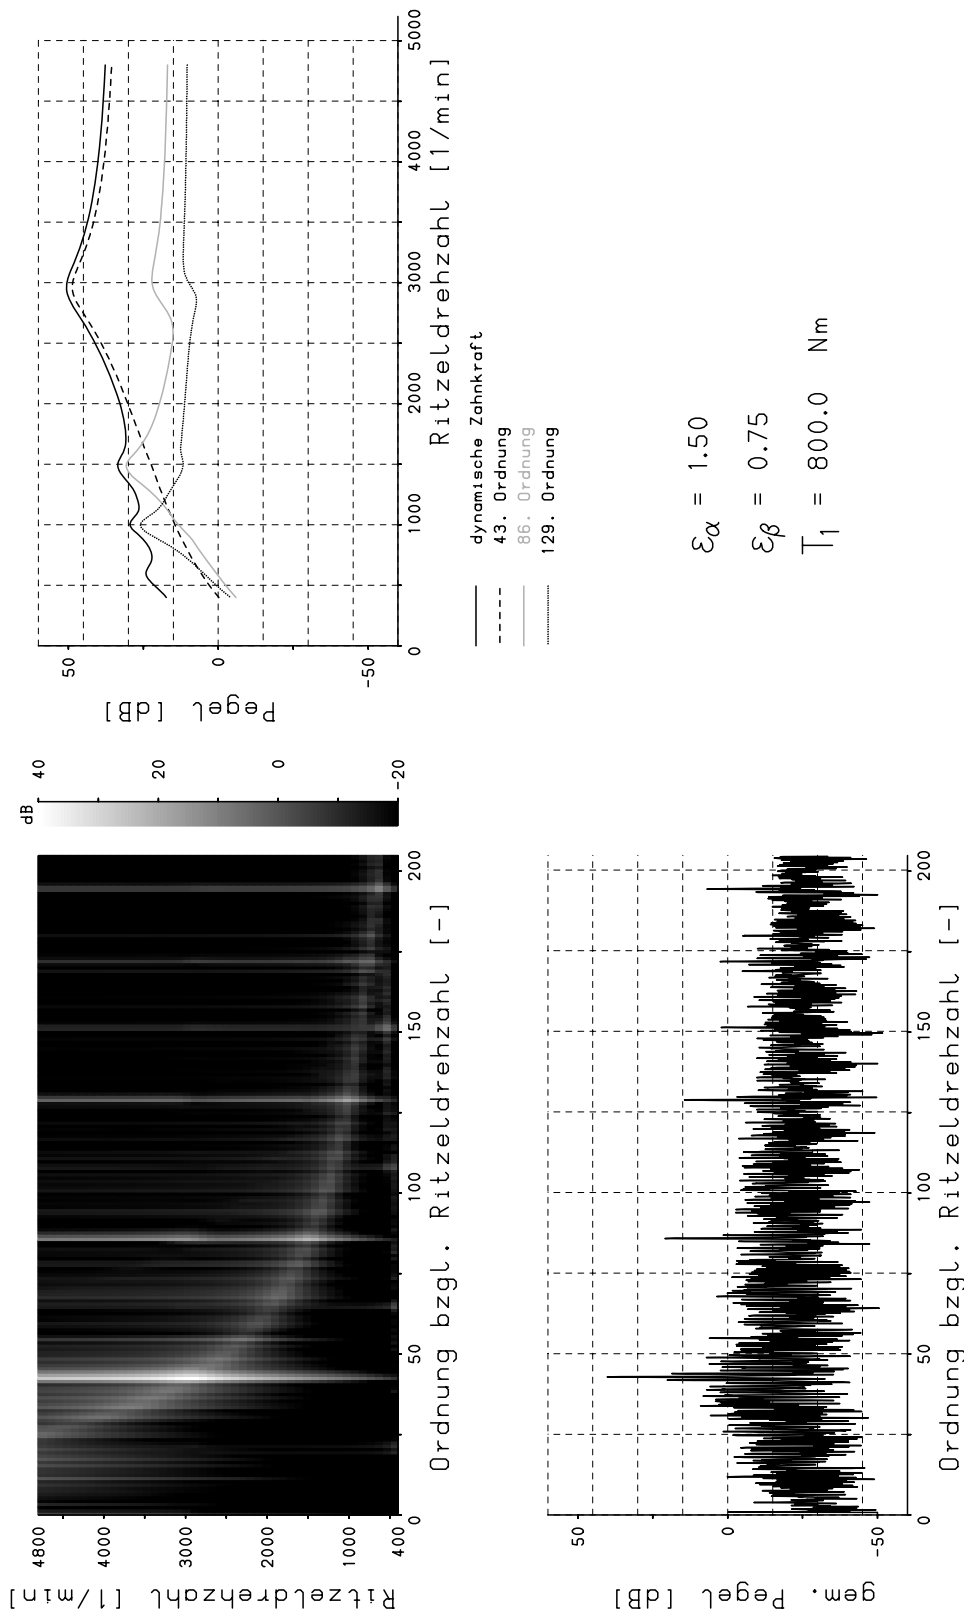 Ritzeldrehzahl [1/min]
4800
4000
3000
2000
1000
400
0
50
100
150
200
Ordnung bzgl. Ritzeldrehzahl [-]
dB
40
20
0
-20
Pegel [dB]
50
0
-50
0
1000
2000
3000
4000
5000
Ritzeldrehzahl [1/min]
dynamische Zahnkraft
43. Ordnung
86. Ordnung
129. Ordnung
gem. Pegel [dB]
50
0
-50
0
50
100
150
200
Ordnung bzgl. Ritzeldrehzahl [-]
εα = 1.50
εβ = 0.75
T1 = 800.0 Nm